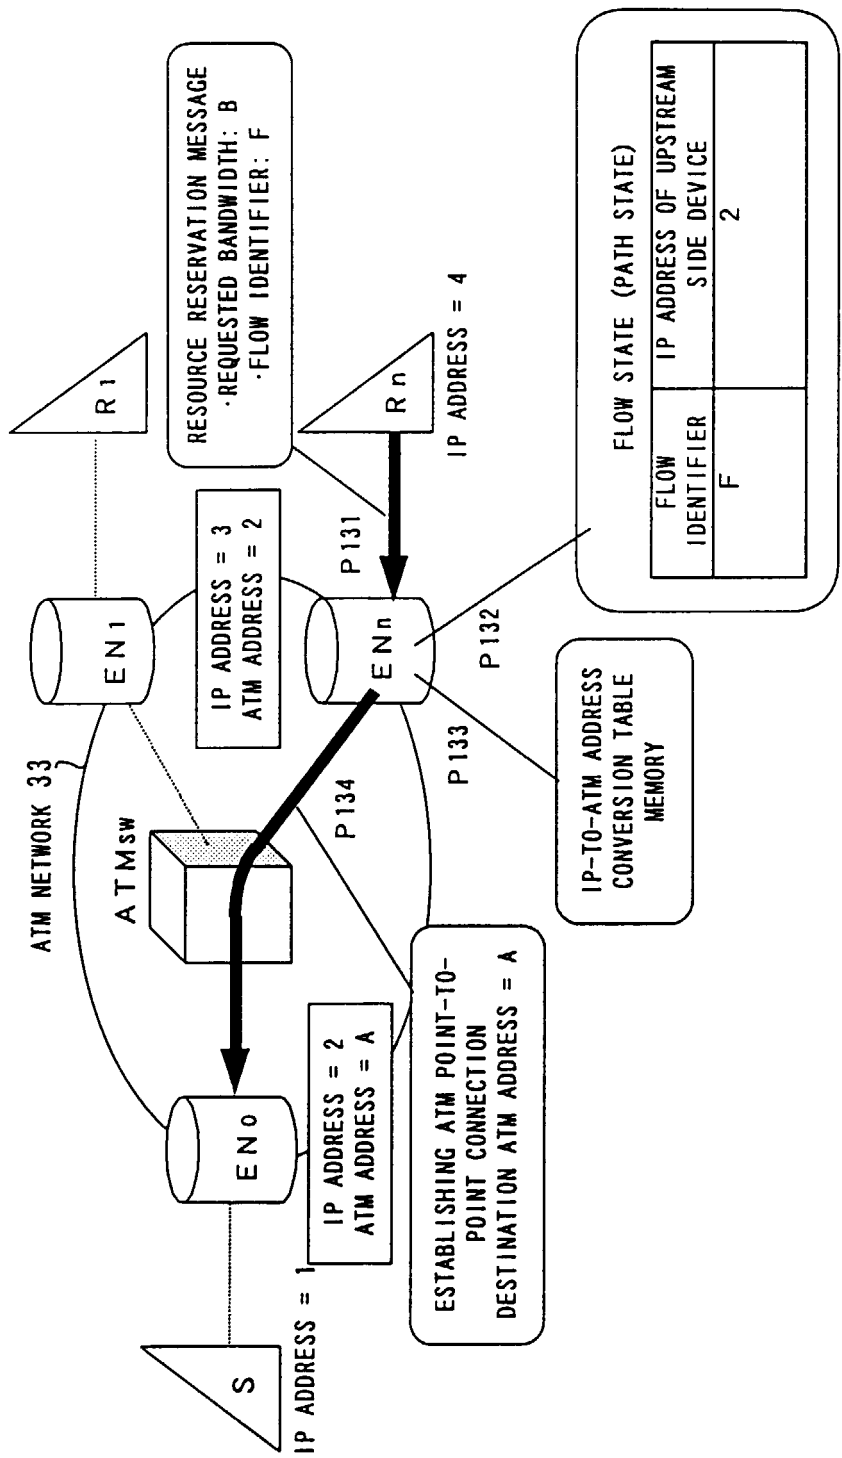 ATM NETWORK 33
S
IP ADDRESS = 1
EN0
IP ADDRESS = 2
ATM ADDRESS = A
ATMSW
EN1
R1
IP ADDRESS = 3
ATM ADDRESS = 2
ENn
Rn
IP ADDRESS = 4
RESOURCE RESERVATION MESSAGE
·REQUESTED BANDWIDTH: B
·FLOW IDENTIFIER: F
P131
P132
P133
P134
ESTABLISHING ATM POINT-TO-
POINT CONNECTION
DESTINATION ATM ADDRESS = A
IP-TO-ATM ADDRESS
CONVERSION TABLE
MEMORY
FLOW STATE (PATH STATE)
FLOW
IDENTIFIER
IP ADDRESS OF UPSTREAM
SIDE DEVICE
F
2